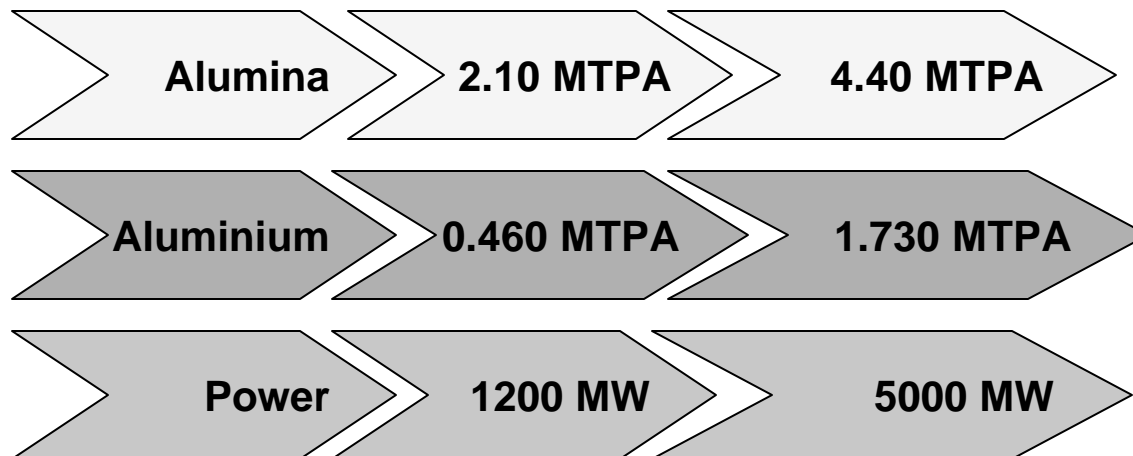 Alumina 2.10 MTPA 4.40 MTPA
Aluminium 0.460 MTPA 1.730 MTPA
Power 1200 MW 5000 MW